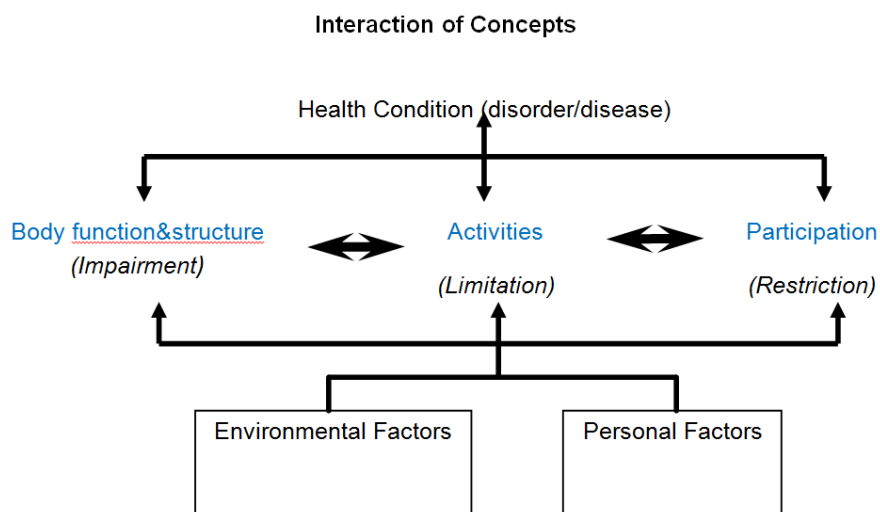 Interaction of Concepts
Health Condition (disorder/disease)
Body function&structure
Activities
Participation
(Impairment)
(Limitation)
(Restriction)
Environmental Factors
Personal Factors